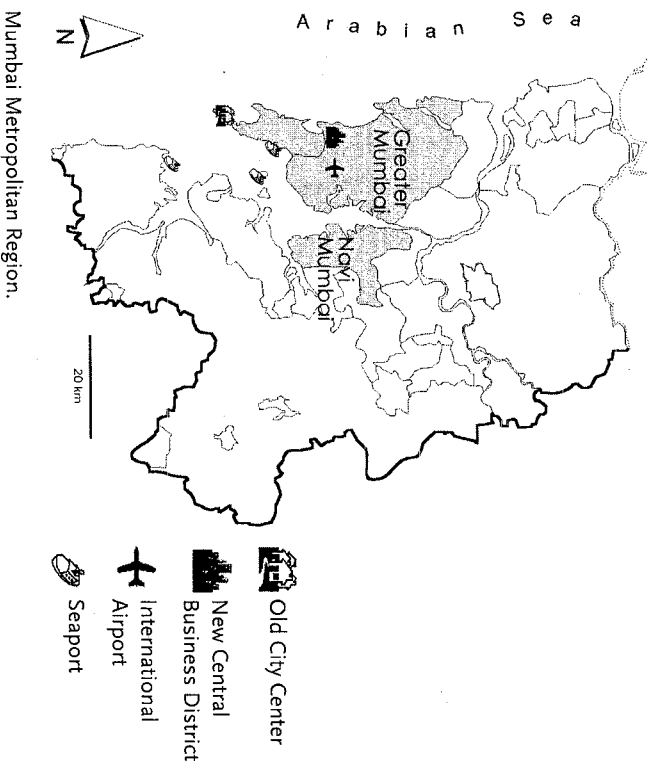 Arabian Sea
Greater
Mumbai
Navi
Mumbai
N
20 km
Old City Center
New Central
Business District
International
Airport
Seaport
Mumbai Metropolitan Region.